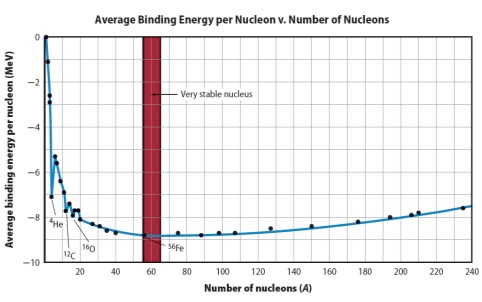 Average Binding Energy per Nucleon v. Number of Nucleons
Average binding energy per nucleon (MeV)
0
−2
−4
−6
−8
−10
Very stable nucleus
⁴He
¹²C
¹⁶O
⁵⁶Fe
20 40 60 80 100 120 140 160 180 200 220 240
Number of nucleons (A)